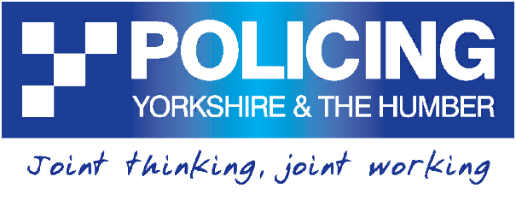 POLICING
YORKSHIRE & THE HUMBER
Joint thinking, joint working